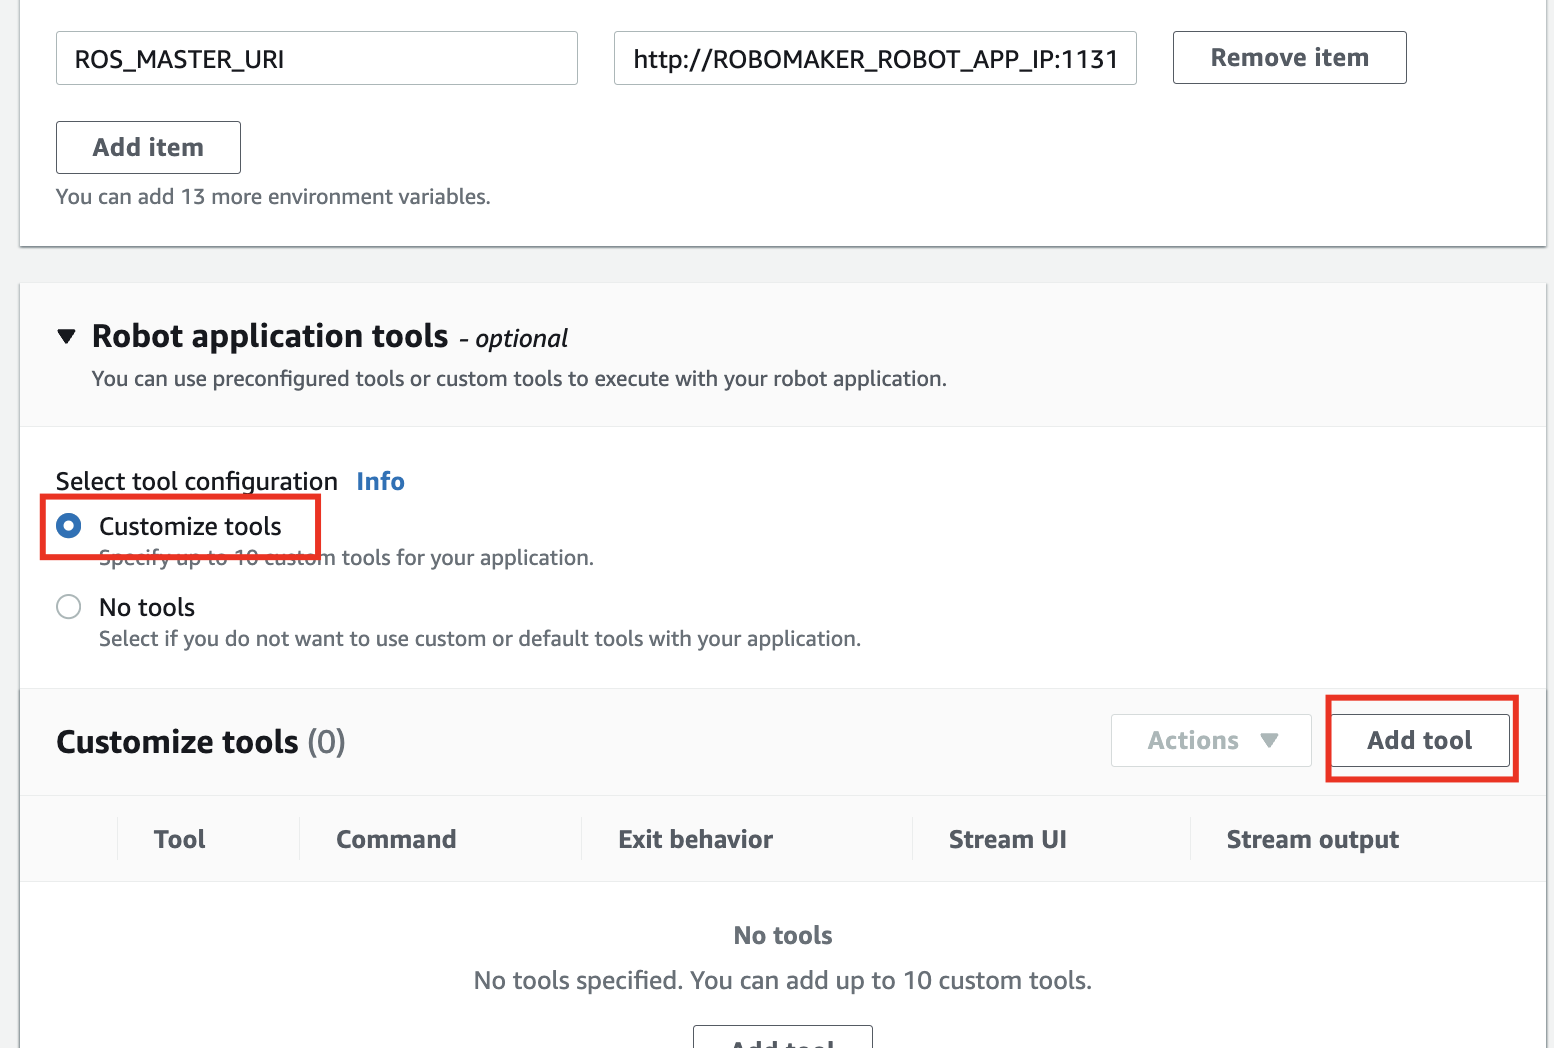 ROS_MASTER_URI http://ROBOMAKER_ROBOT_APP_IP:1131 Remove item
Add item
You can add 13 more environment variables.
▼ Robot application tools - optional
You can use preconfigured tools or custom tools to execute with your robot application.
Select tool configuration Info
Customize tools
Specify up to 10 custom tools for your application.
No tools
Select if you do not want to use custom or default tools with your application.
Customize tools (0) Actions ▼ Add tool
Tool Command Exit behavior Stream UI Stream output
No tools
No tools specified. You can add up to 10 custom tools.
Add tool